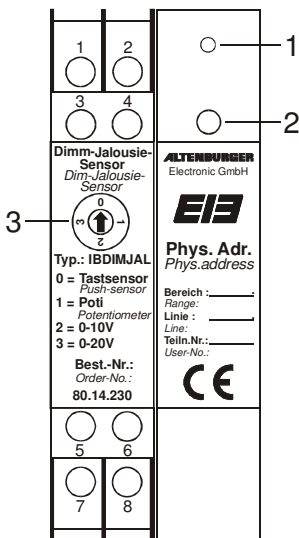 1 2
3 4
Dimm-Jalousie-
Sensor
Dim-Jalousie-
Sensor
0
3 1
2
Typ.: IBDIMJAL
0 = Tastsensor
Push-sensor
1 = Poti
Potentiometer
2 = 0-10V
3 = 0-20V
Best.-Nr.:
Order-No.:
80.14.230
5 6
7 8
ALTENBURGER
Electronic GmbH
EIB
Phys. Adr.
Phys.address
Bereich :
Range:
Linie :
Line:
Teiln.Nr.:
User-No.:
CE
1
2
3